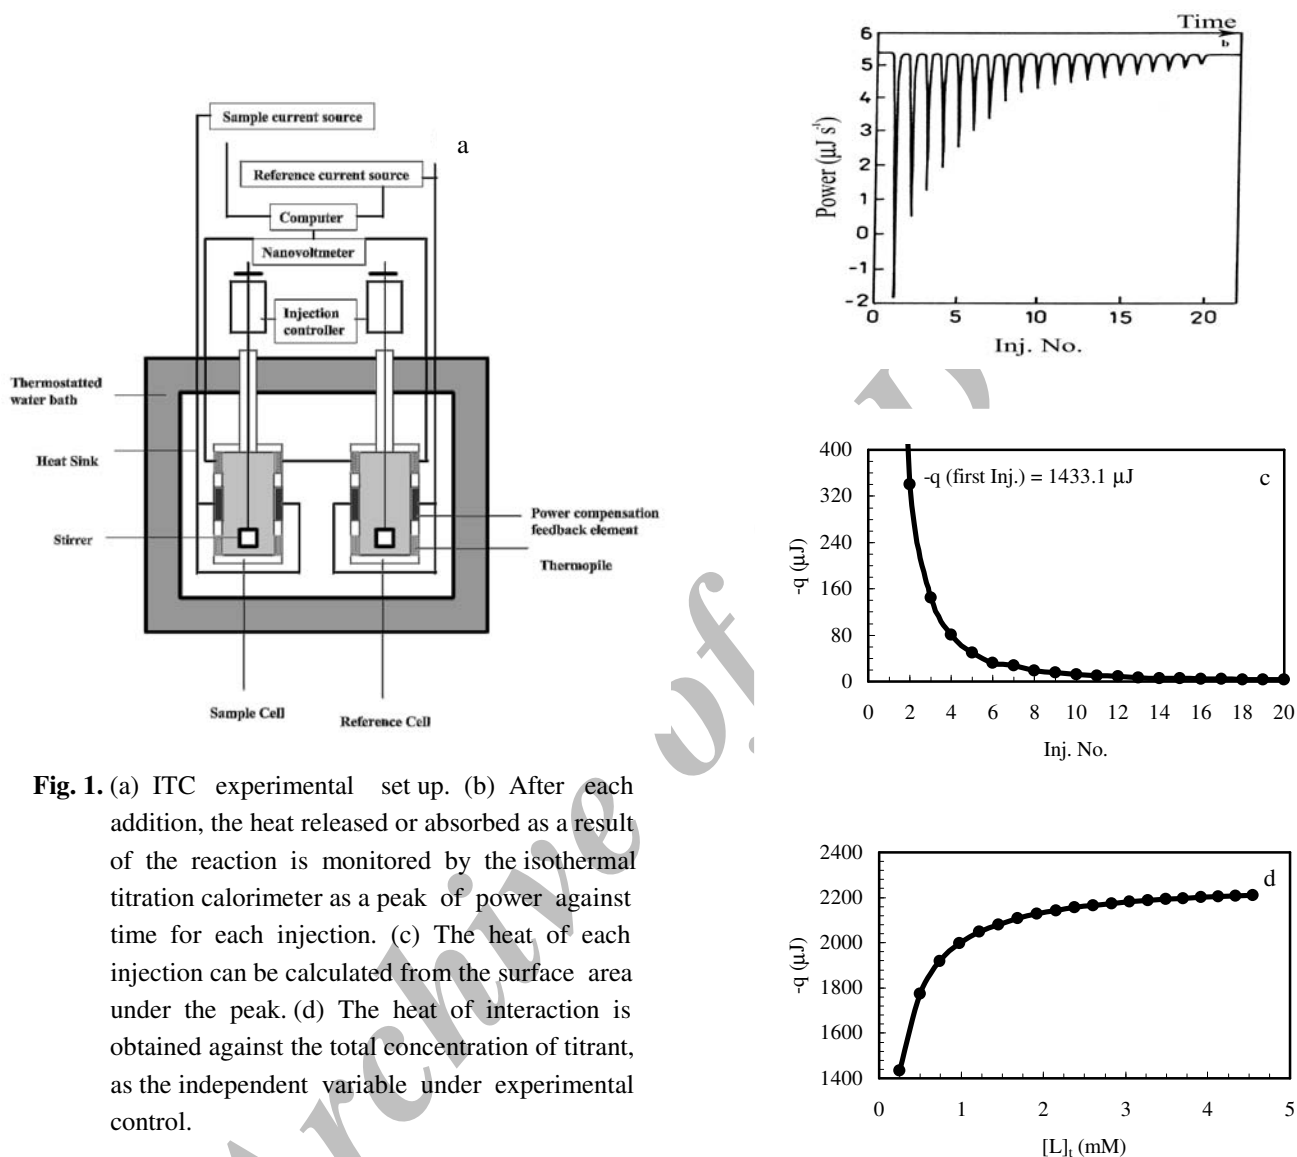 Sample current source
a
Reference current source
Computer
Nanovoltmeter
Injection
controller
Thermostatted
water bath
Heat Sink
Stirrer
Power compensation
feedback element
Thermopile
Sample Cell
Reference Cell
Fig. 1. (a) ITC experimental set up. (b) After each
addition, the heat released or absorbed as a result
of the reaction is monitored by the isothermal
titration calorimeter as a peak of power against
time for each injection. (c) The heat of each
injection can be calculated from the surface area
under the peak. (d) The heat of interaction is
obtained against the total concentration of titrant,
as the independent variable under experimental
control.
Time
b
6
5
4
3
2
1
0
-1
-2
Power (µJ s⁻¹)
0 5 10 15 20
Inj. No.
400
320
240
160
80
0
-q (µJ)
-q (first Inj.) = 1433.1 µJ
c
0 2 4 6 8 10 12 14 16 18 20
Inj. No.
2400
2200
2000
1800
1600
1400
-q (µJ)
d
0 1 2 3 4 5
[L]t (mM)
Archive of